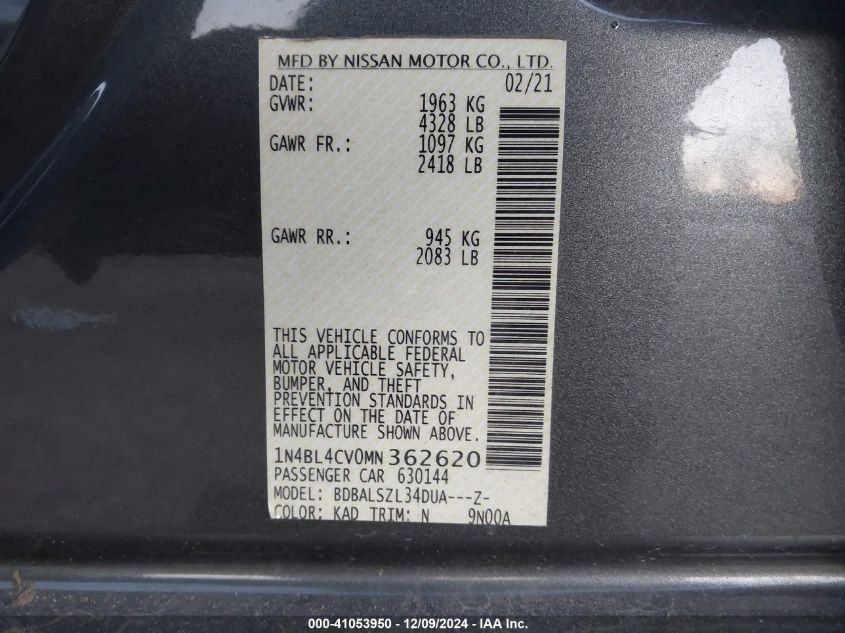 MFD BY NISSAN MOTOR CO., LTD.
DATE: 02/21
GVWR: 1963 KG
4328 LB
GAWR FR.: 1097 KG
2418 LB
GAWR RR.: 945 KG
2083 LB
THIS VEHICLE CONFORMS TO
ALL APPLICABLE FEDERAL
MOTOR VEHICLE SAFETY,
BUMPER, AND THEFT
PREVENTION STANDARDS IN
EFFECT ON THE DATE OF
MANUFACTURE SHOWN ABOVE.
1N4BL4CV0MN362620
PASSENGER CAR 630144
MODEL: BDBALSZL34DUA---Z-
COLOR: KAD TRIM: N 9N00A
000-41053950 - 12/09/2024 - IAA Inc.